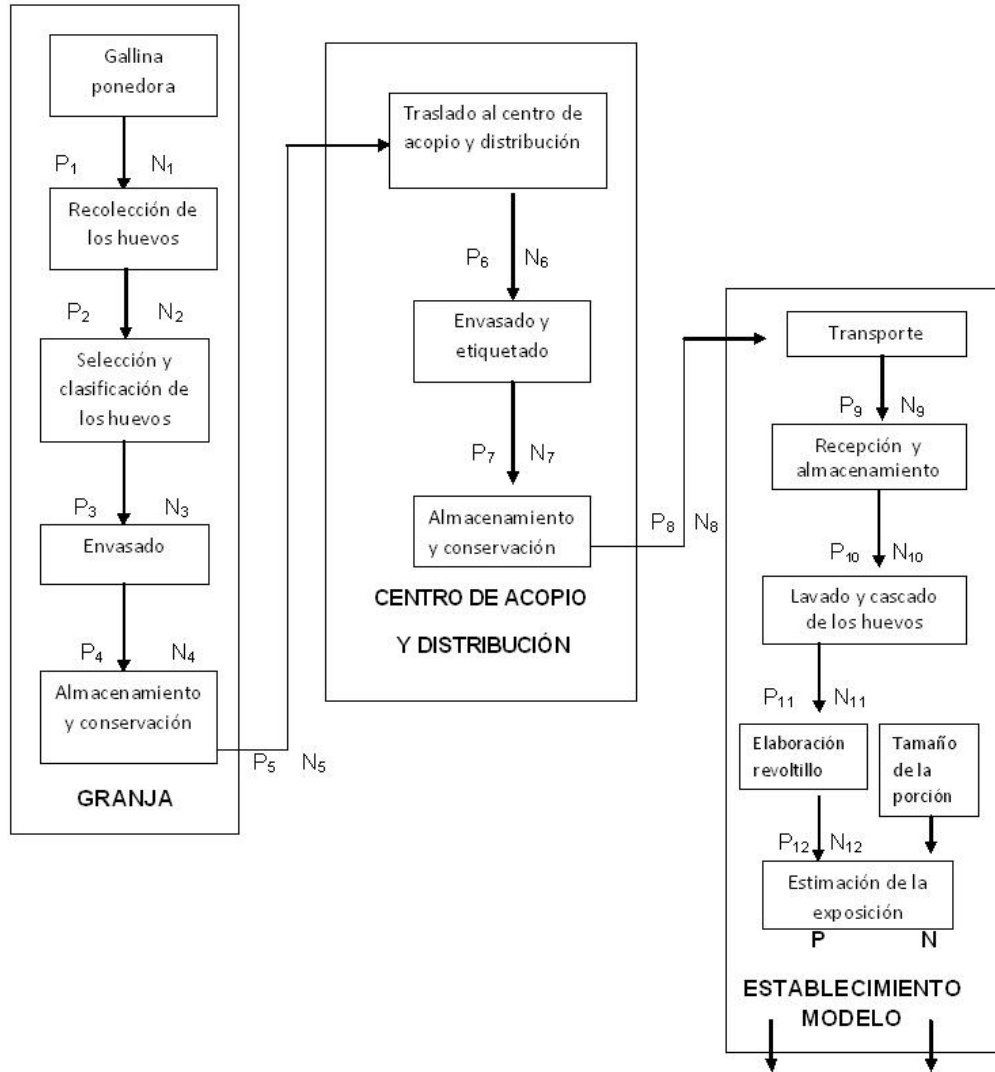 Gallina
ponedora
P1 N1
Recolección de
los huevos
P2 N2
Selección y
clasificación de
los huevos
P3 N3
Envasado
P4 N4
Almacenamiento
y conservación
P5 N5
GRANJA
Traslado al centro de
acopio y distribución
P6 N6
Envasado y
etiquetado
P7 N7
Almacenamiento
y conservación
P8 N8
CENTRO DE ACOPIO
Y DISTRIBUCIÓN
Transporte
P9 N9
Recepción y
almacenamiento
P10 N10
Lavado y cascado
de los huevos
P11 N11
Elaboración
revoltillo
Tamaño
de la
porción
P12 N12
Estimación de la
exposición
P N
ESTABLECIMIENTO
MODELO